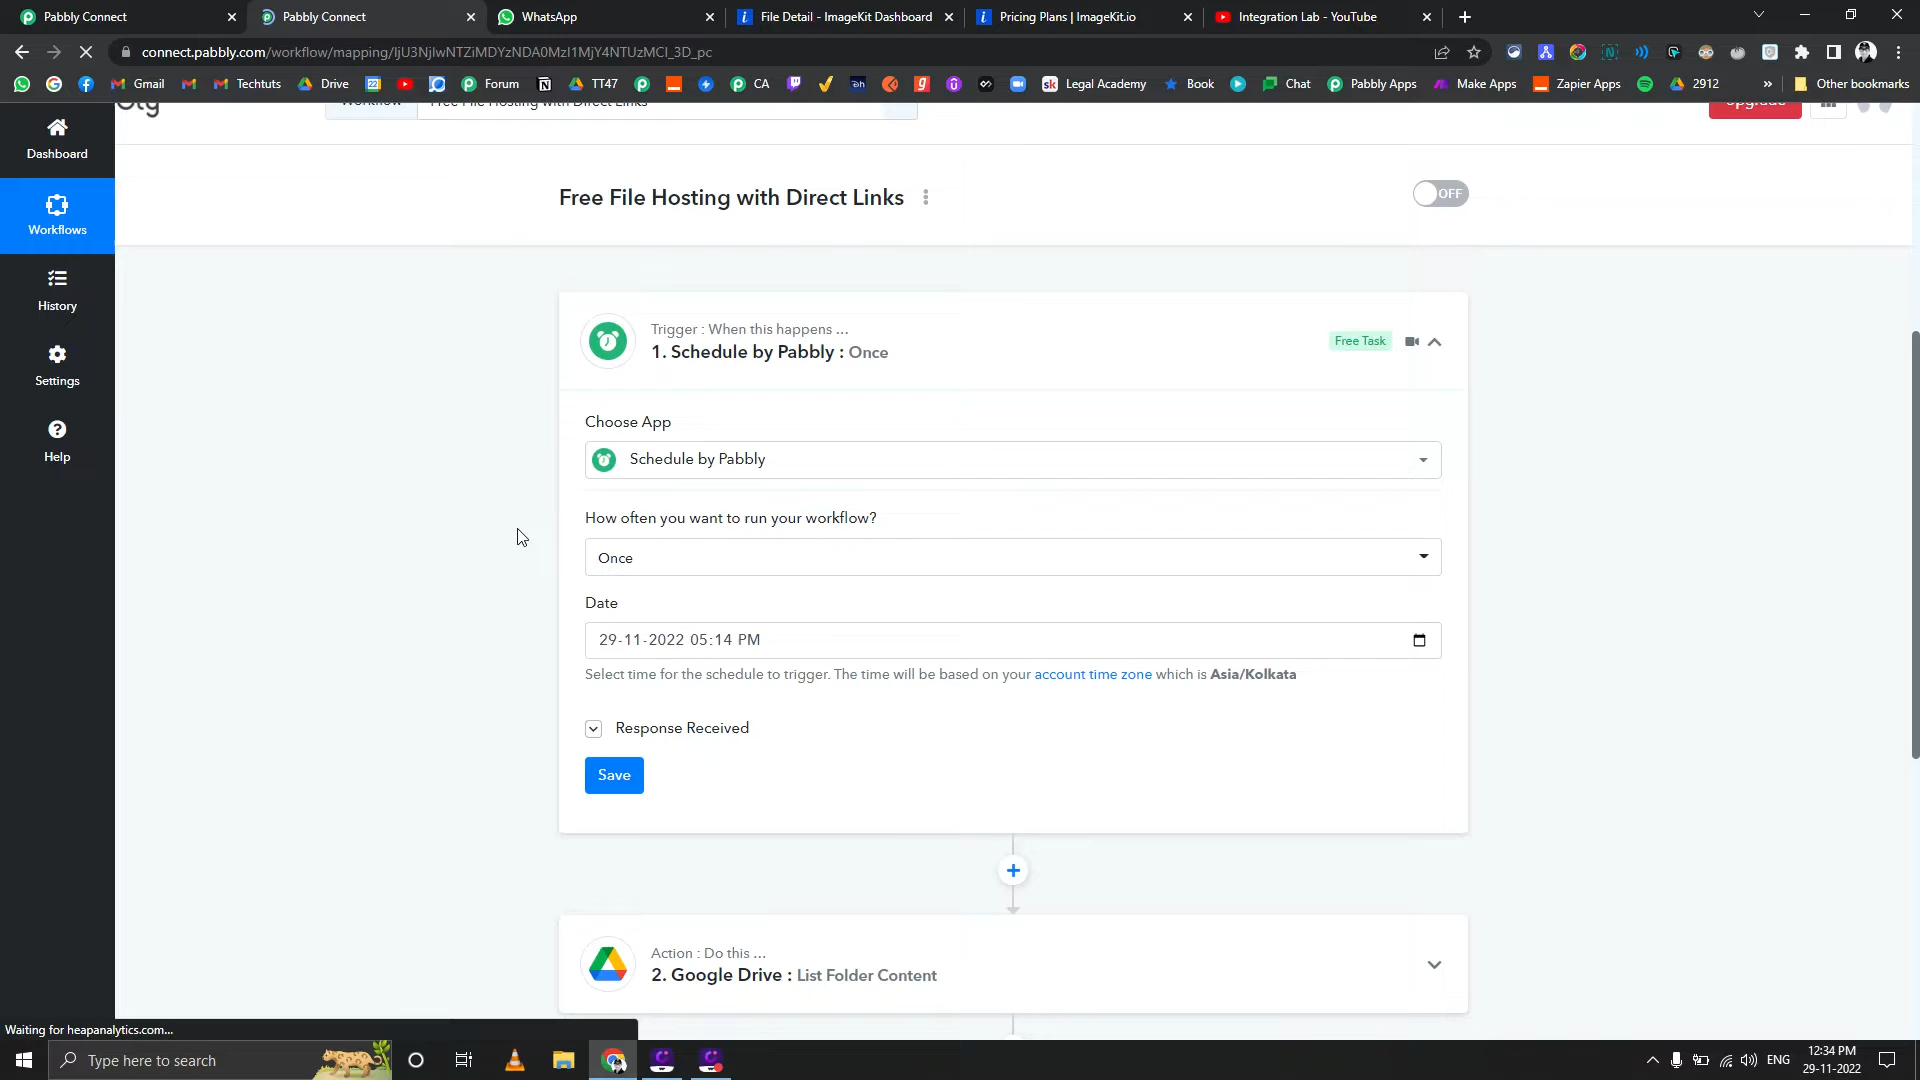 Pabbly Connect
Pabbly Connect
WhatsApp
File Detail - ImageKit Dashboard
Pricing Plans | ImageKit.io
Integration Lab - YouTube
connect.pabbly.com/workflow/mapping/IjU3NjIwNTZiMDYzNDA0MzI1MjY4NTUzMCI_3D_pc
Gmail
Techtuts
Drive
Forum
TT47
CA
Legal Academy
Book
Chat
Pabbly Apps
Make Apps
Zapier Apps
2912
Other bookmarks
Workflow
Free File Hosting with Direct Links
Upgrade
Dashboard
Workflows
History
Settings
Help
Free File Hosting with Direct Links
OFF
Trigger : When this happens ...
1. Schedule by Pabbly : Once
Free Task
Choose App
Schedule by Pabbly
How often you want to run your workflow?
Once
Date
29-11-2022 05:14 PM
Select time for the schedule to trigger. The time will be based on your account time zone which is Asia/Kolkata
Response Received
Save
Action : Do this ...
2. Google Drive : List Folder Content
Waiting for heapanalytics.com...
Type here to search
ENG
12:34 PM
29-11-2022